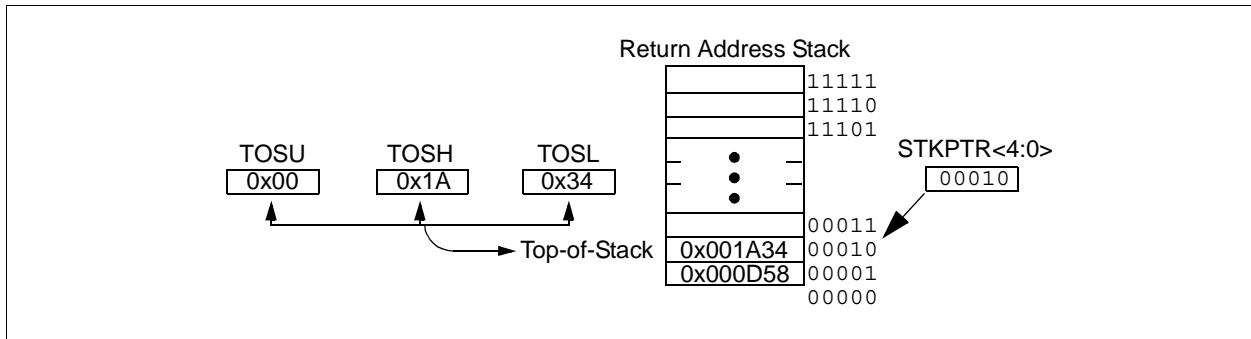 Return Address Stack
11111
11110
11101
TOSU TOSH TOSL STKPTR<4:0>
0x00 0x1A 0x34 00010
00011
Top-of-Stack 0x001A34 00010
0x000D58 00001
00000